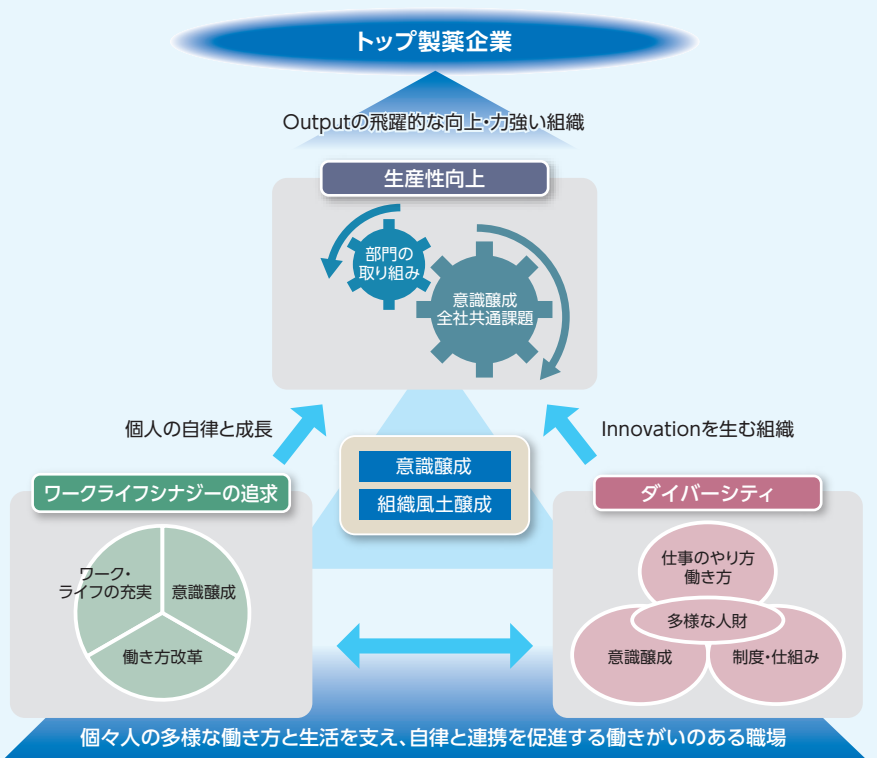 トップ製薬企業
Outputの飛躍的な向上・力強い組織
生産性向上
部門の
取り組み
意識醸成
全社共通課題
個人の自律と成長
Innovationを生む組織
意識醸成
組織風土醸成
ワークライフシナジーの追求
ワーク・
ライフの充実
意識醸成
働き方改革
ダイバーシティ
仕事のやり方
働き方
多様な人財
意識醸成
制度・仕組み
個々人の多様な働き方と生活を支え、自律と連携を促進する働きがいのある職場